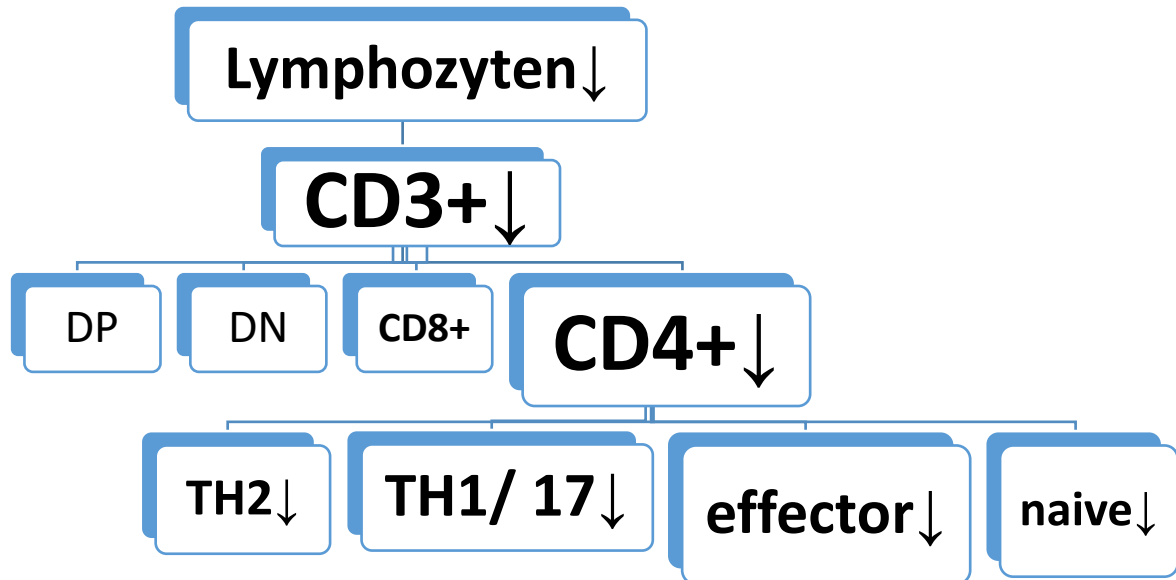 Lymphozyten↓
CD3+↓
DP
DN
CD8+
CD4+↓
TH2↓
TH1/ 17↓
effector↓
naive↓